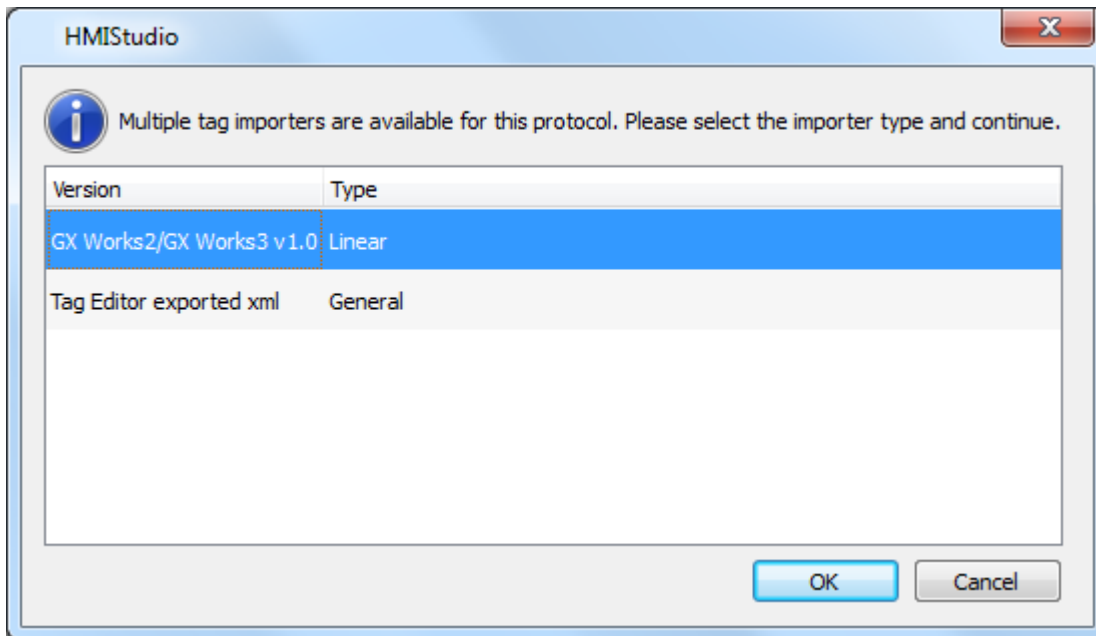 HMIStudio
Multiple tag importers are available for this protocol. Please select the importer type and continue.
Version Type
GX Works2/GX Works3 v1.0 Linear
Tag Editor exported xml General
OK Cancel